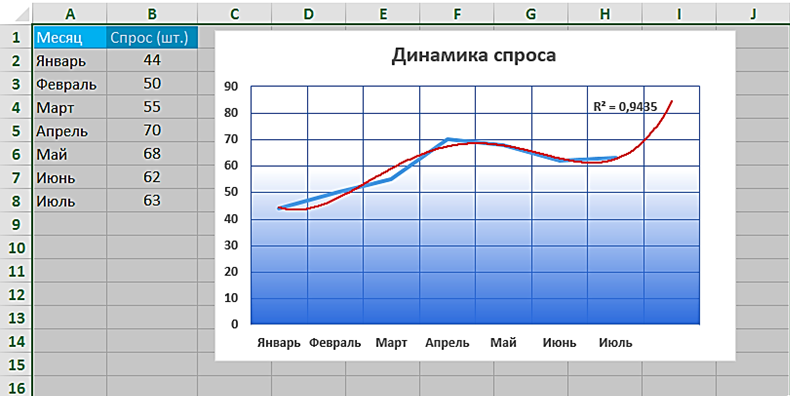 A B C D E F G H I J
1 Месяц Спрос (шт.)
2 Январь 44
3 Февраль 50
4 Март 55
5 Апрель 70
6 Май 68
7 Июнь 62
8 Июль 63
9
10
11
12
13
14
15
16
Динамика спроса
R² = 0,9435
90
80
70
60
50
40
30
20
10
0
Январь Февраль Март Апрель Май Июнь Июль